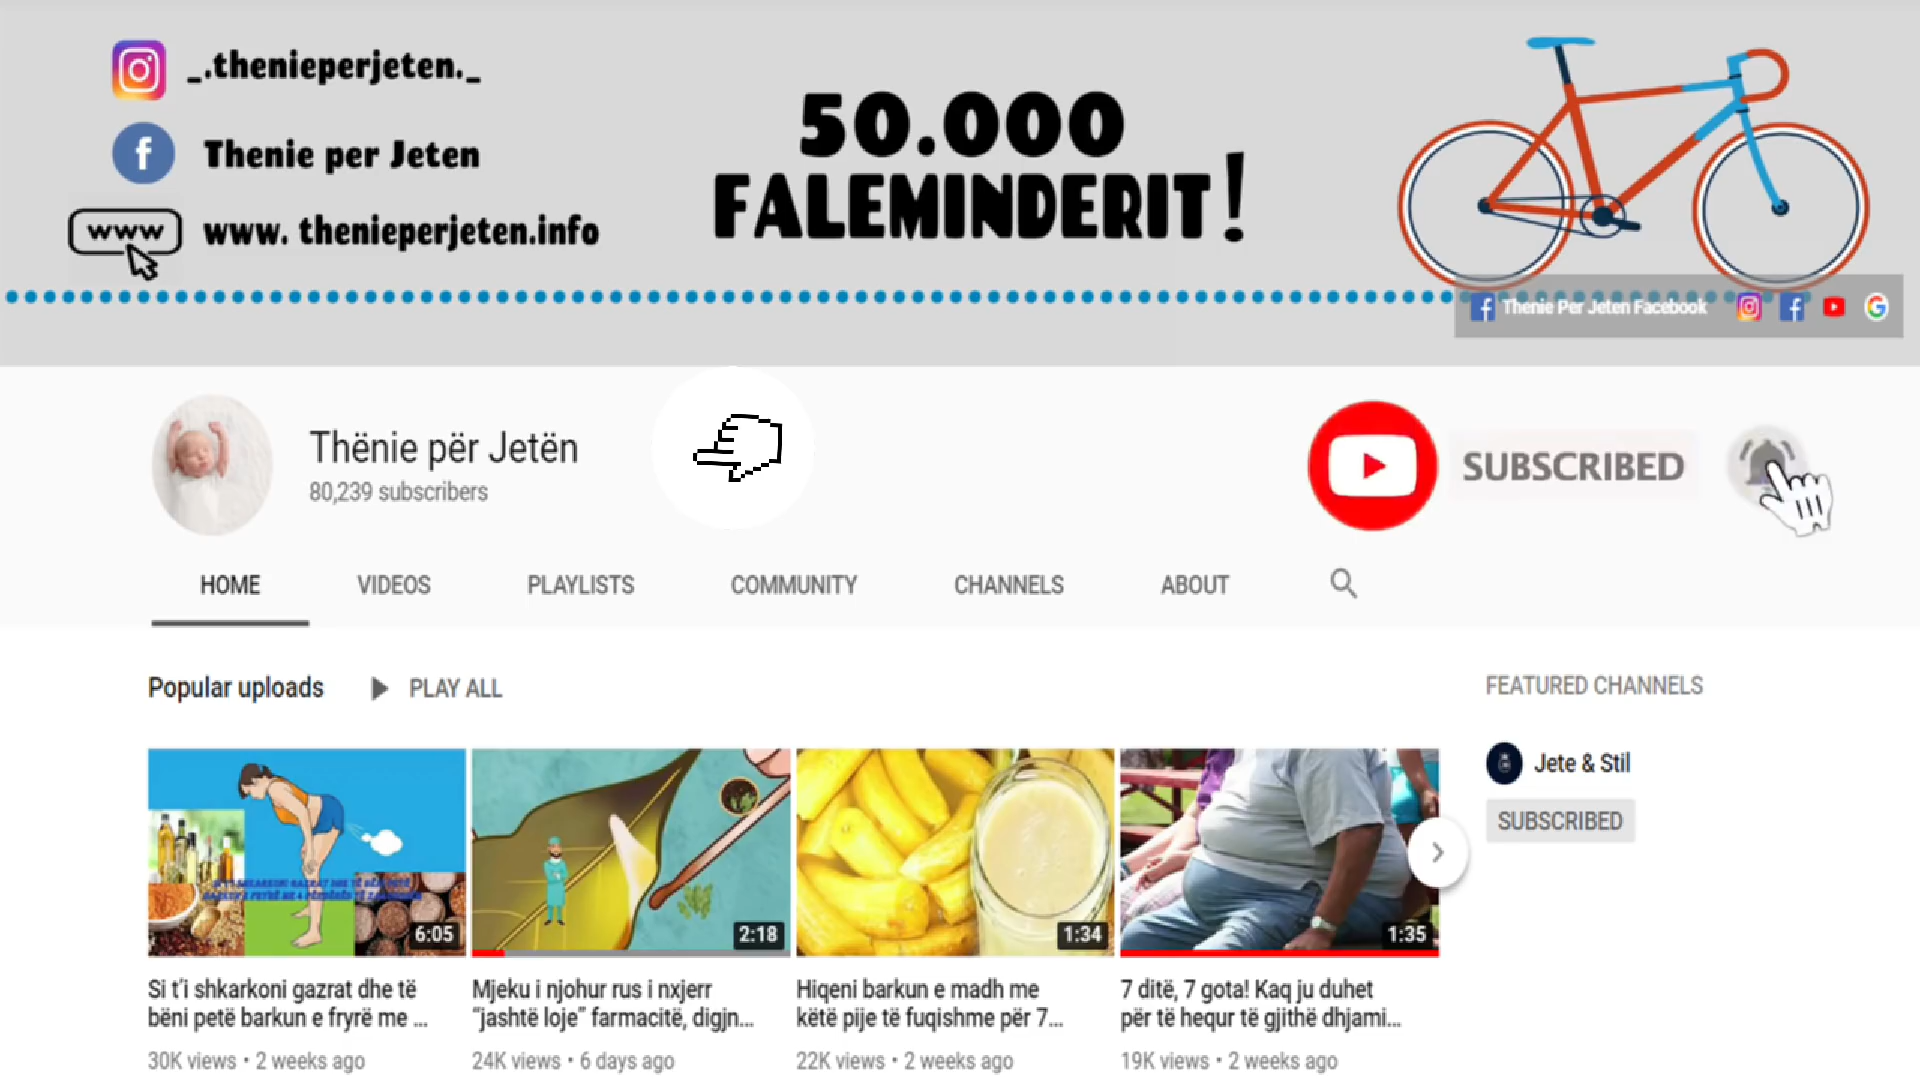 _.thenieperjeten._
Thenie per Jeten
www
www. thenieperjeten.info
50.000
FALEMINDERIT!
Thenie Per Jeten Facebook
Thënie për Jetën
80,239 subscribers
SUBSCRIBED
HOME VIDEOS PLAYLISTS COMMUNITY CHANNELS ABOUT
Popular uploads PLAY ALL
FEATURED CHANNELS
Jete & Stil
SUBSCRIBED
6:05
2:18
1:34
1:35
Si t'i shkarkoni gazrat dhe të
bëni petë barkun e fryrë me ...
30K views • 2 weeks ago
Mjeku i njohur rus i nxjerr
“jashtë loje” farmacitë, digjn...
24K views • 6 days ago
Hiqeni barkun e madh me
këtë pije të fuqishme për 7...
22K views • 2 weeks ago
7 ditë, 7 gota! Kaq ju duhet
për të hequr të gjithë dhjami...
19K views • 2 weeks ago